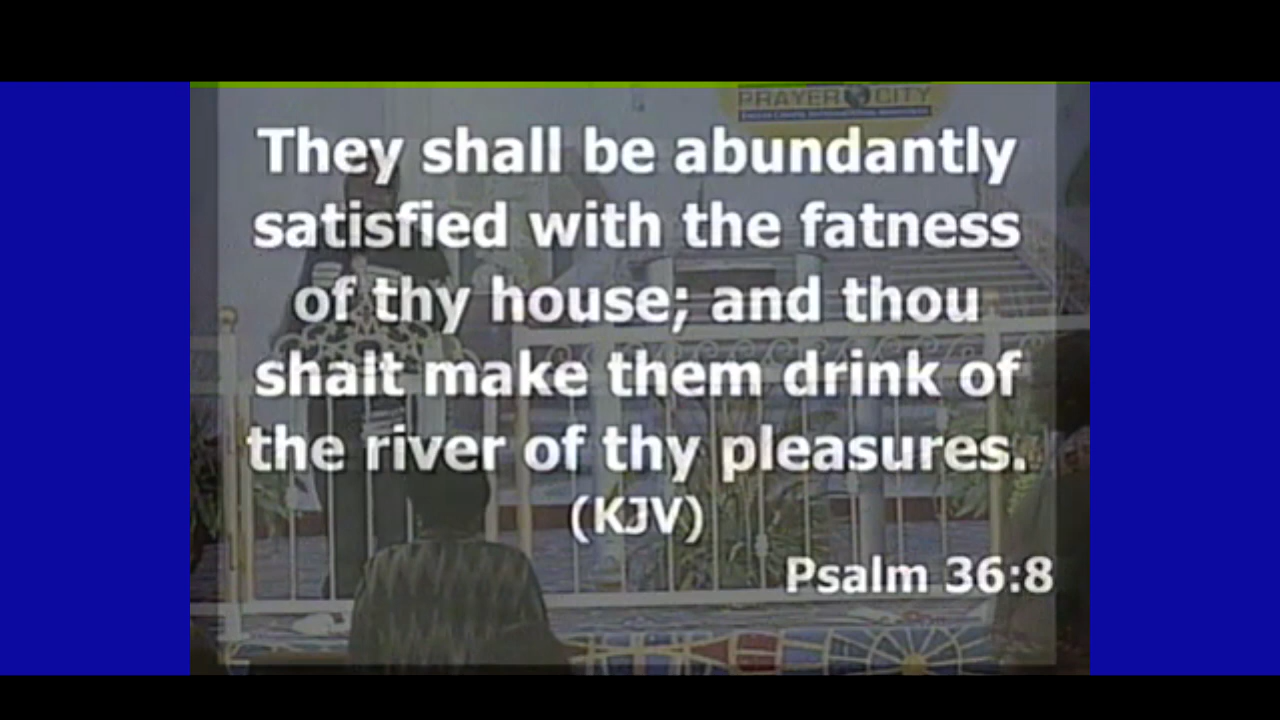 PRAYER CITY
They shall be abundantly
satisfied with the fatness
of thy house; and thou
shalt make them drink of
the river of thy pleasures.
(KJV)
Psalm 36:8